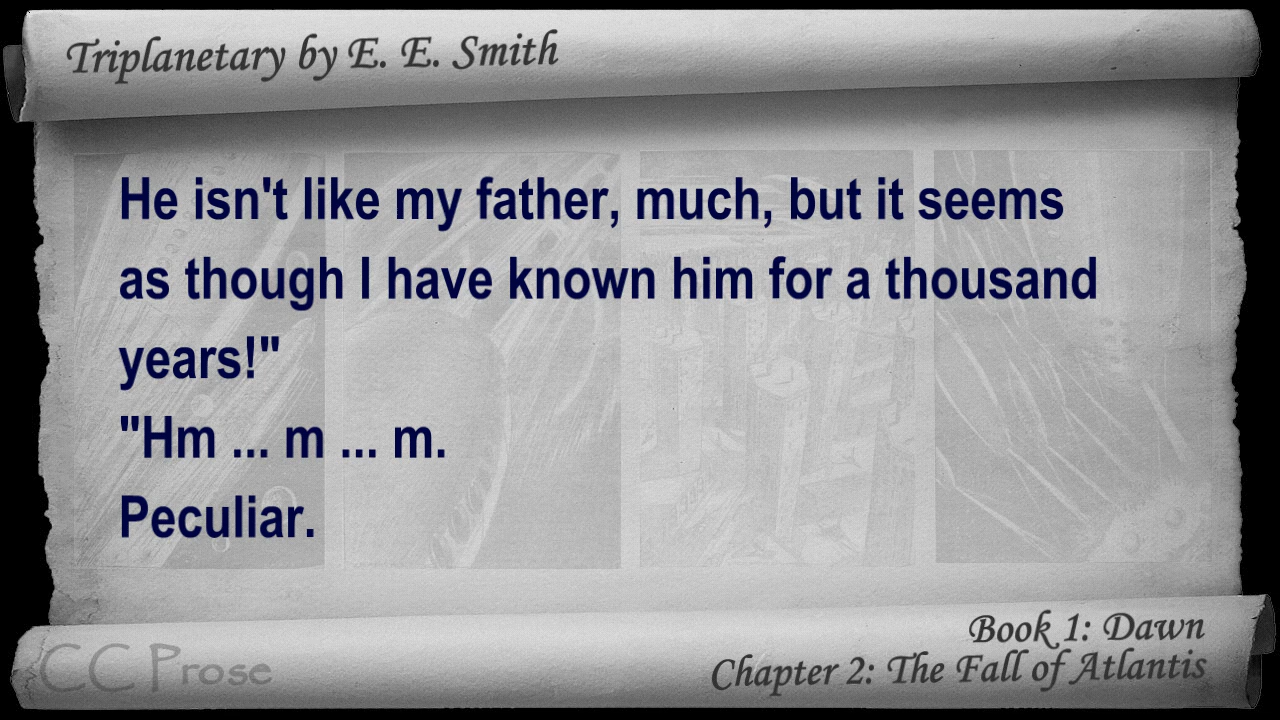 Triplanetary by E. E. Smith
He isn't like my father, much, but it seems
as though I have known him for a thousand
years!"
"Hm ... m ... m.
Peculiar.
Book 1: Dawn
Chapter 2: The Fall of Atlantis
CC Prose